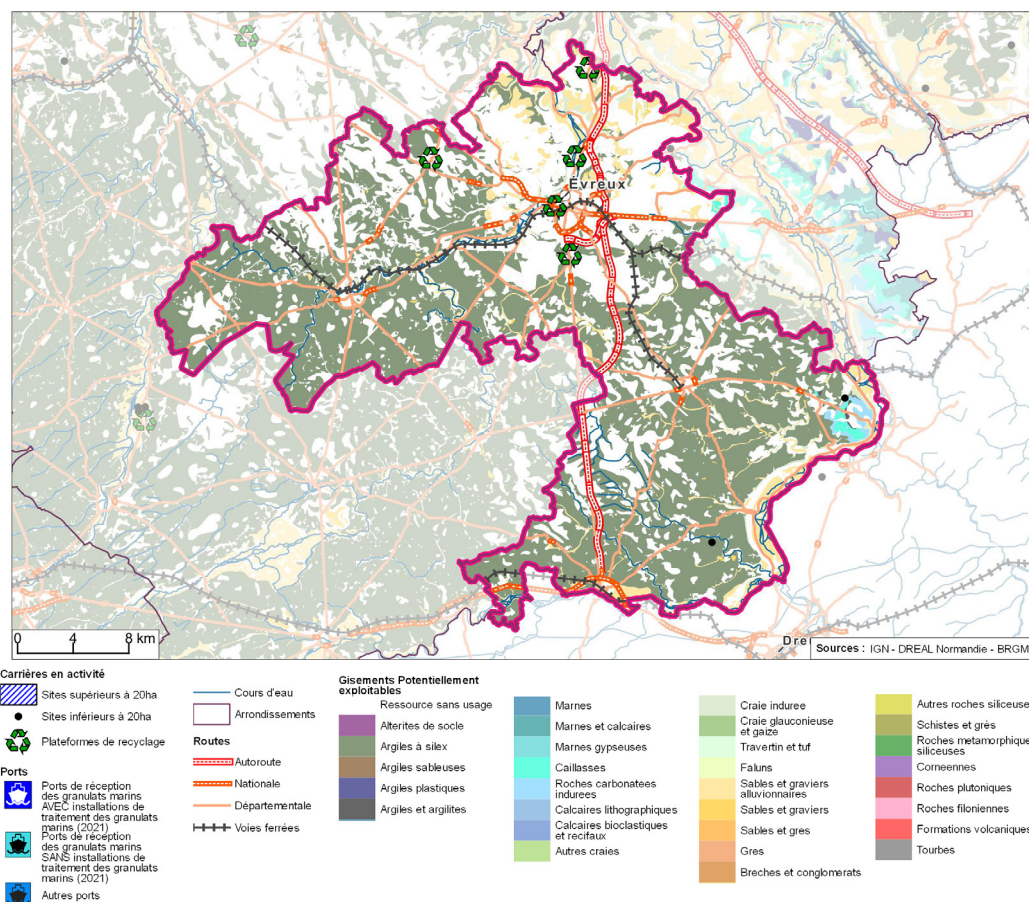 Évreux
0 4 8 km
Dre
Sources : IGN - DREAL Normandie - BRGM
Carrières en activité
Sites supérieurs à 20ha
Sites inférieurs à 20ha
Plateformes de recyclage
Ports
Ports de réception
des granulats marins
AVEC installations de
traitement des granulats
marins (2021)
Ports de réception
des granulats marins
SANS installations de
traitement des granulats
marins (2021)
Autres ports
Cours d'eau
Arrondissements
Routes
Autoroute
Nationale
Départementale
Voies ferrées
Gisements Potentiellement
exploitables
Ressource sans usage
Alterites de socle
Argiles à silex
Argiles sableuses
Argiles plastiques
Argiles et argilites
Marnes
Marnes et calcaires
Marnes gypseuses
Caillasses
Roches carbonatees
indurees
Calcaires lithographiques
Calcaires bioclastiques
et recifaux
Autres craies
Craie induree
Craie glauconieuse
et gaize
Travertin et tuf
Faluns
Sables et graviers
alluvionnaires
Sables et graviers
Sables et gres
Gres
Breches et conglomerats
Autres roches siliceuse
Schistes et grès
Roches metamorphique
siliceuses
Corneennes
Roches plutoniques
Roches filoniennes
Formations volcaniques
Tourbes